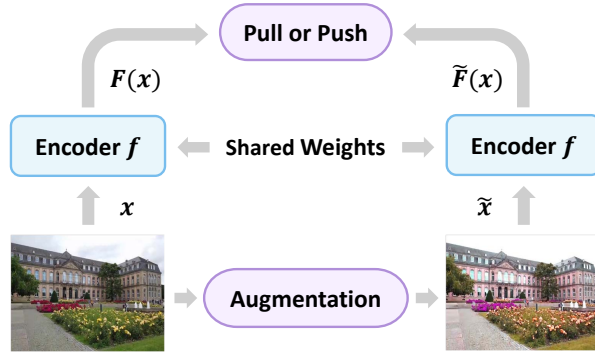 Pull or Push
F(x)
F̃(x)
Encoder f
Shared Weights
Encoder f
x
x̃
Augmentation